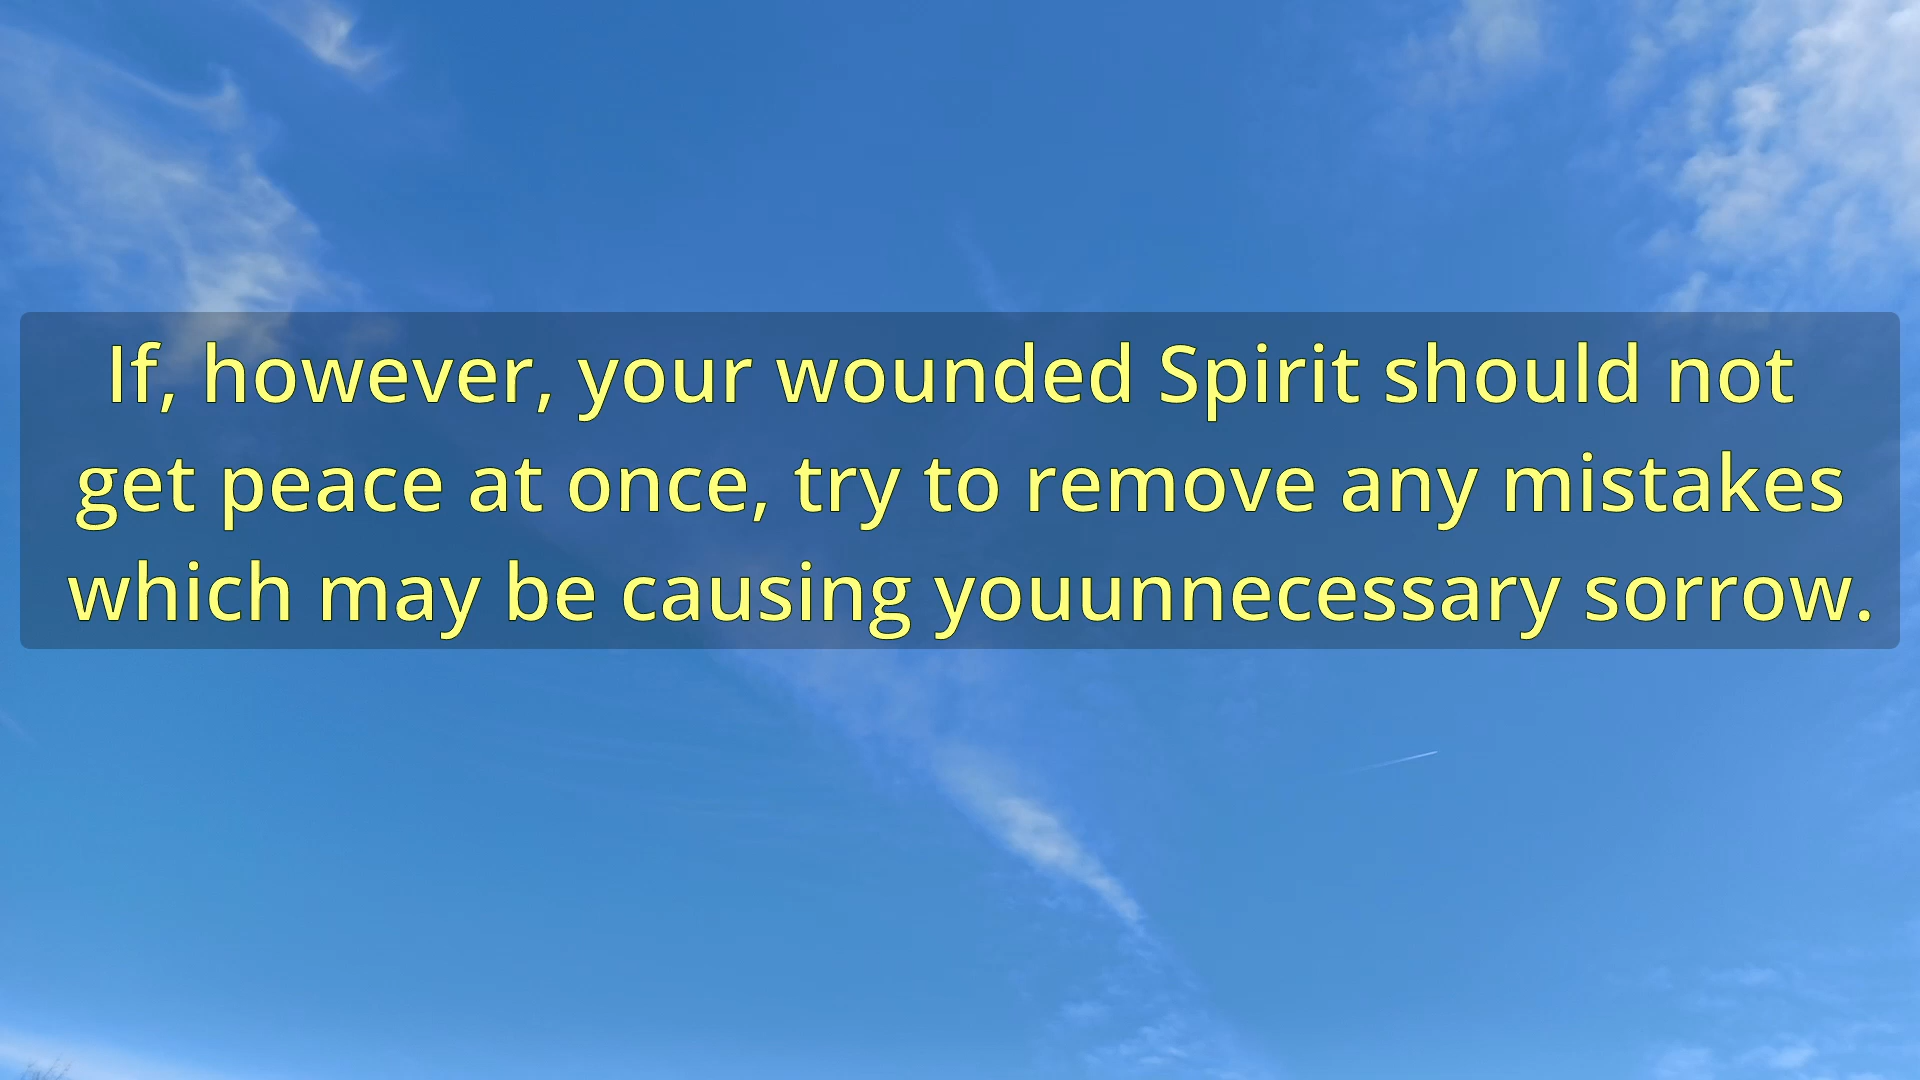 If, however, your wounded Spirit should not
get peace at once, try to remove any mistakes
which may be causing youunnecessary sorrow.